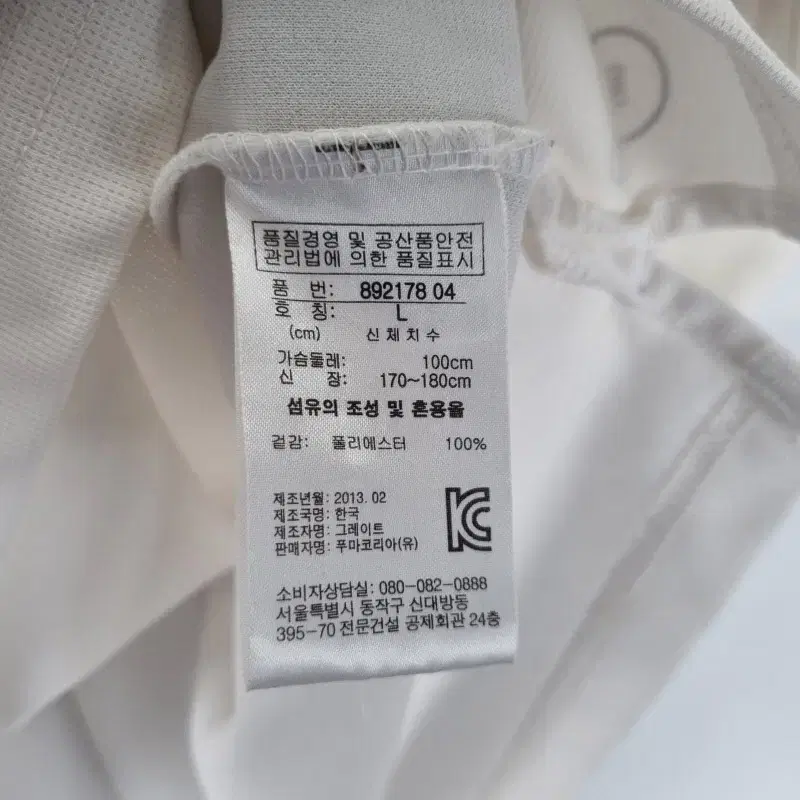 품질경영 및 공산품안전
관리법에 의한 품질표시
품 번: 892178 04
호 칭: L
(cm) 신체치수
가슴둘레: 100cm
신 장: 170~180cm
섬유의 조성 및 혼용율
겉감: 폴리에스터 100%
제조년월: 2013. 02
제조국명: 한국
제조자명: 그레이트
판매자명: 푸마코리아(유)
KC
소비자상담실: 080-082-0888
서울특별시 동작구 신대방동
395-70 전문건설 공제회관 24층